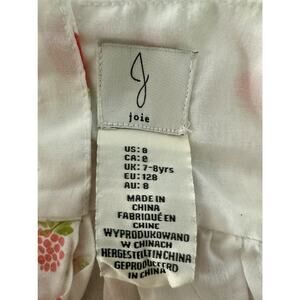 J
joie
US: 8
CA: 8
UK: 7-8yrs
EU: 128
AU: 8
MADE IN
CHINA
FABRIQUÉ EN
CHINE
WYPRODUKOWANO
W CHINACH
HERGESTELLT IN CHINA
GEPRODUCEERD
IN CHINA